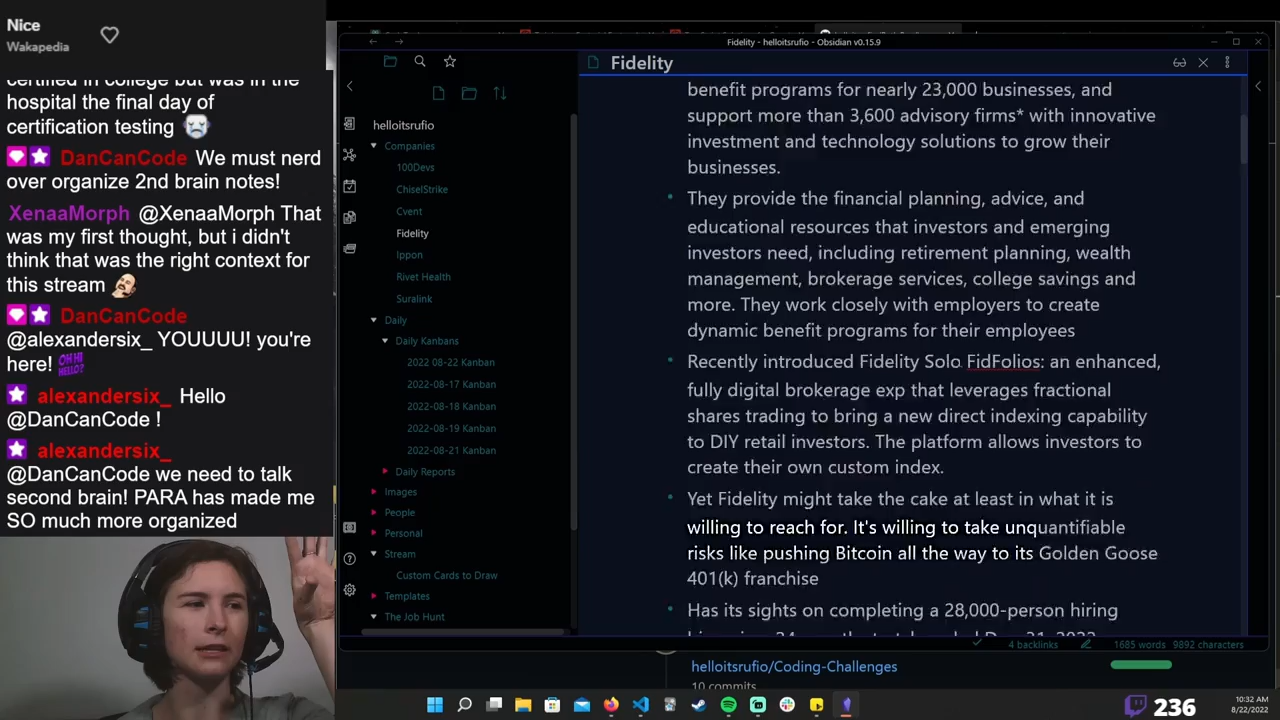 Nice
Wakapedia
certified in college but was in the
hospital the final day of
certification testing
DanCanCode We must nerd
over organize 2nd brain notes!
XenaaMorph @XenaaMorph That
was my first thought, but i didn't
think that was the right context for
this stream
DanCanCode
@alexandersix_ YOUUUU! you're
here! OH HI HELLO?
alexandersix_ Hello
@DanCanCode !
alexandersix_
@DanCanCode we need to talk
second brain! PARA has made me
SO much more organized
Fidelity - helloitsrufio - Obsidian v0.15.9
helloitsrufio
Companies
100Devs
ChiselStrike
Cvent
Fidelity
Ippon
Rivet Health
Suralink
Daily
Daily Kanbans
2022 08-22 Kanban
2022-08-17 Kanban
2022-08-18 Kanban
2022-08-19 Kanban
2022-08-21 Kanban
Daily Reports
Images
People
Personal
Stream
Custom Cards to Draw
Templates
The Job Hunt
Fidelity
benefit programs for nearly 23,000 businesses, and
support more than 3,600 advisory firms* with innovative
investment and technology solutions to grow their
businesses.
They provide the financial planning, advice, and
educational resources that investors and emerging
investors need, including retirement planning, wealth
management, brokerage services, college savings and
more. They work closely with employers to create
dynamic benefit programs for their employees
Recently introduced Fidelity Solo FidFolios: an enhanced,
fully digital brokerage exp that leverages fractional
shares trading to bring a new direct indexing capability
to DIY retail investors. The platform allows investors to
create their own custom index.
Yet Fidelity might take the cake at least in what it is
willing to reach for. It's willing to take unquantifiable
risks like pushing Bitcoin all the way to its Golden Goose
401(k) franchise
Has its sights on completing a 28,000-person hiring
4 backlinks 1685 words 9892 characters
helloitsrufio/Coding-Challenges
10 commits
10:32 AM
8/22/2022
236